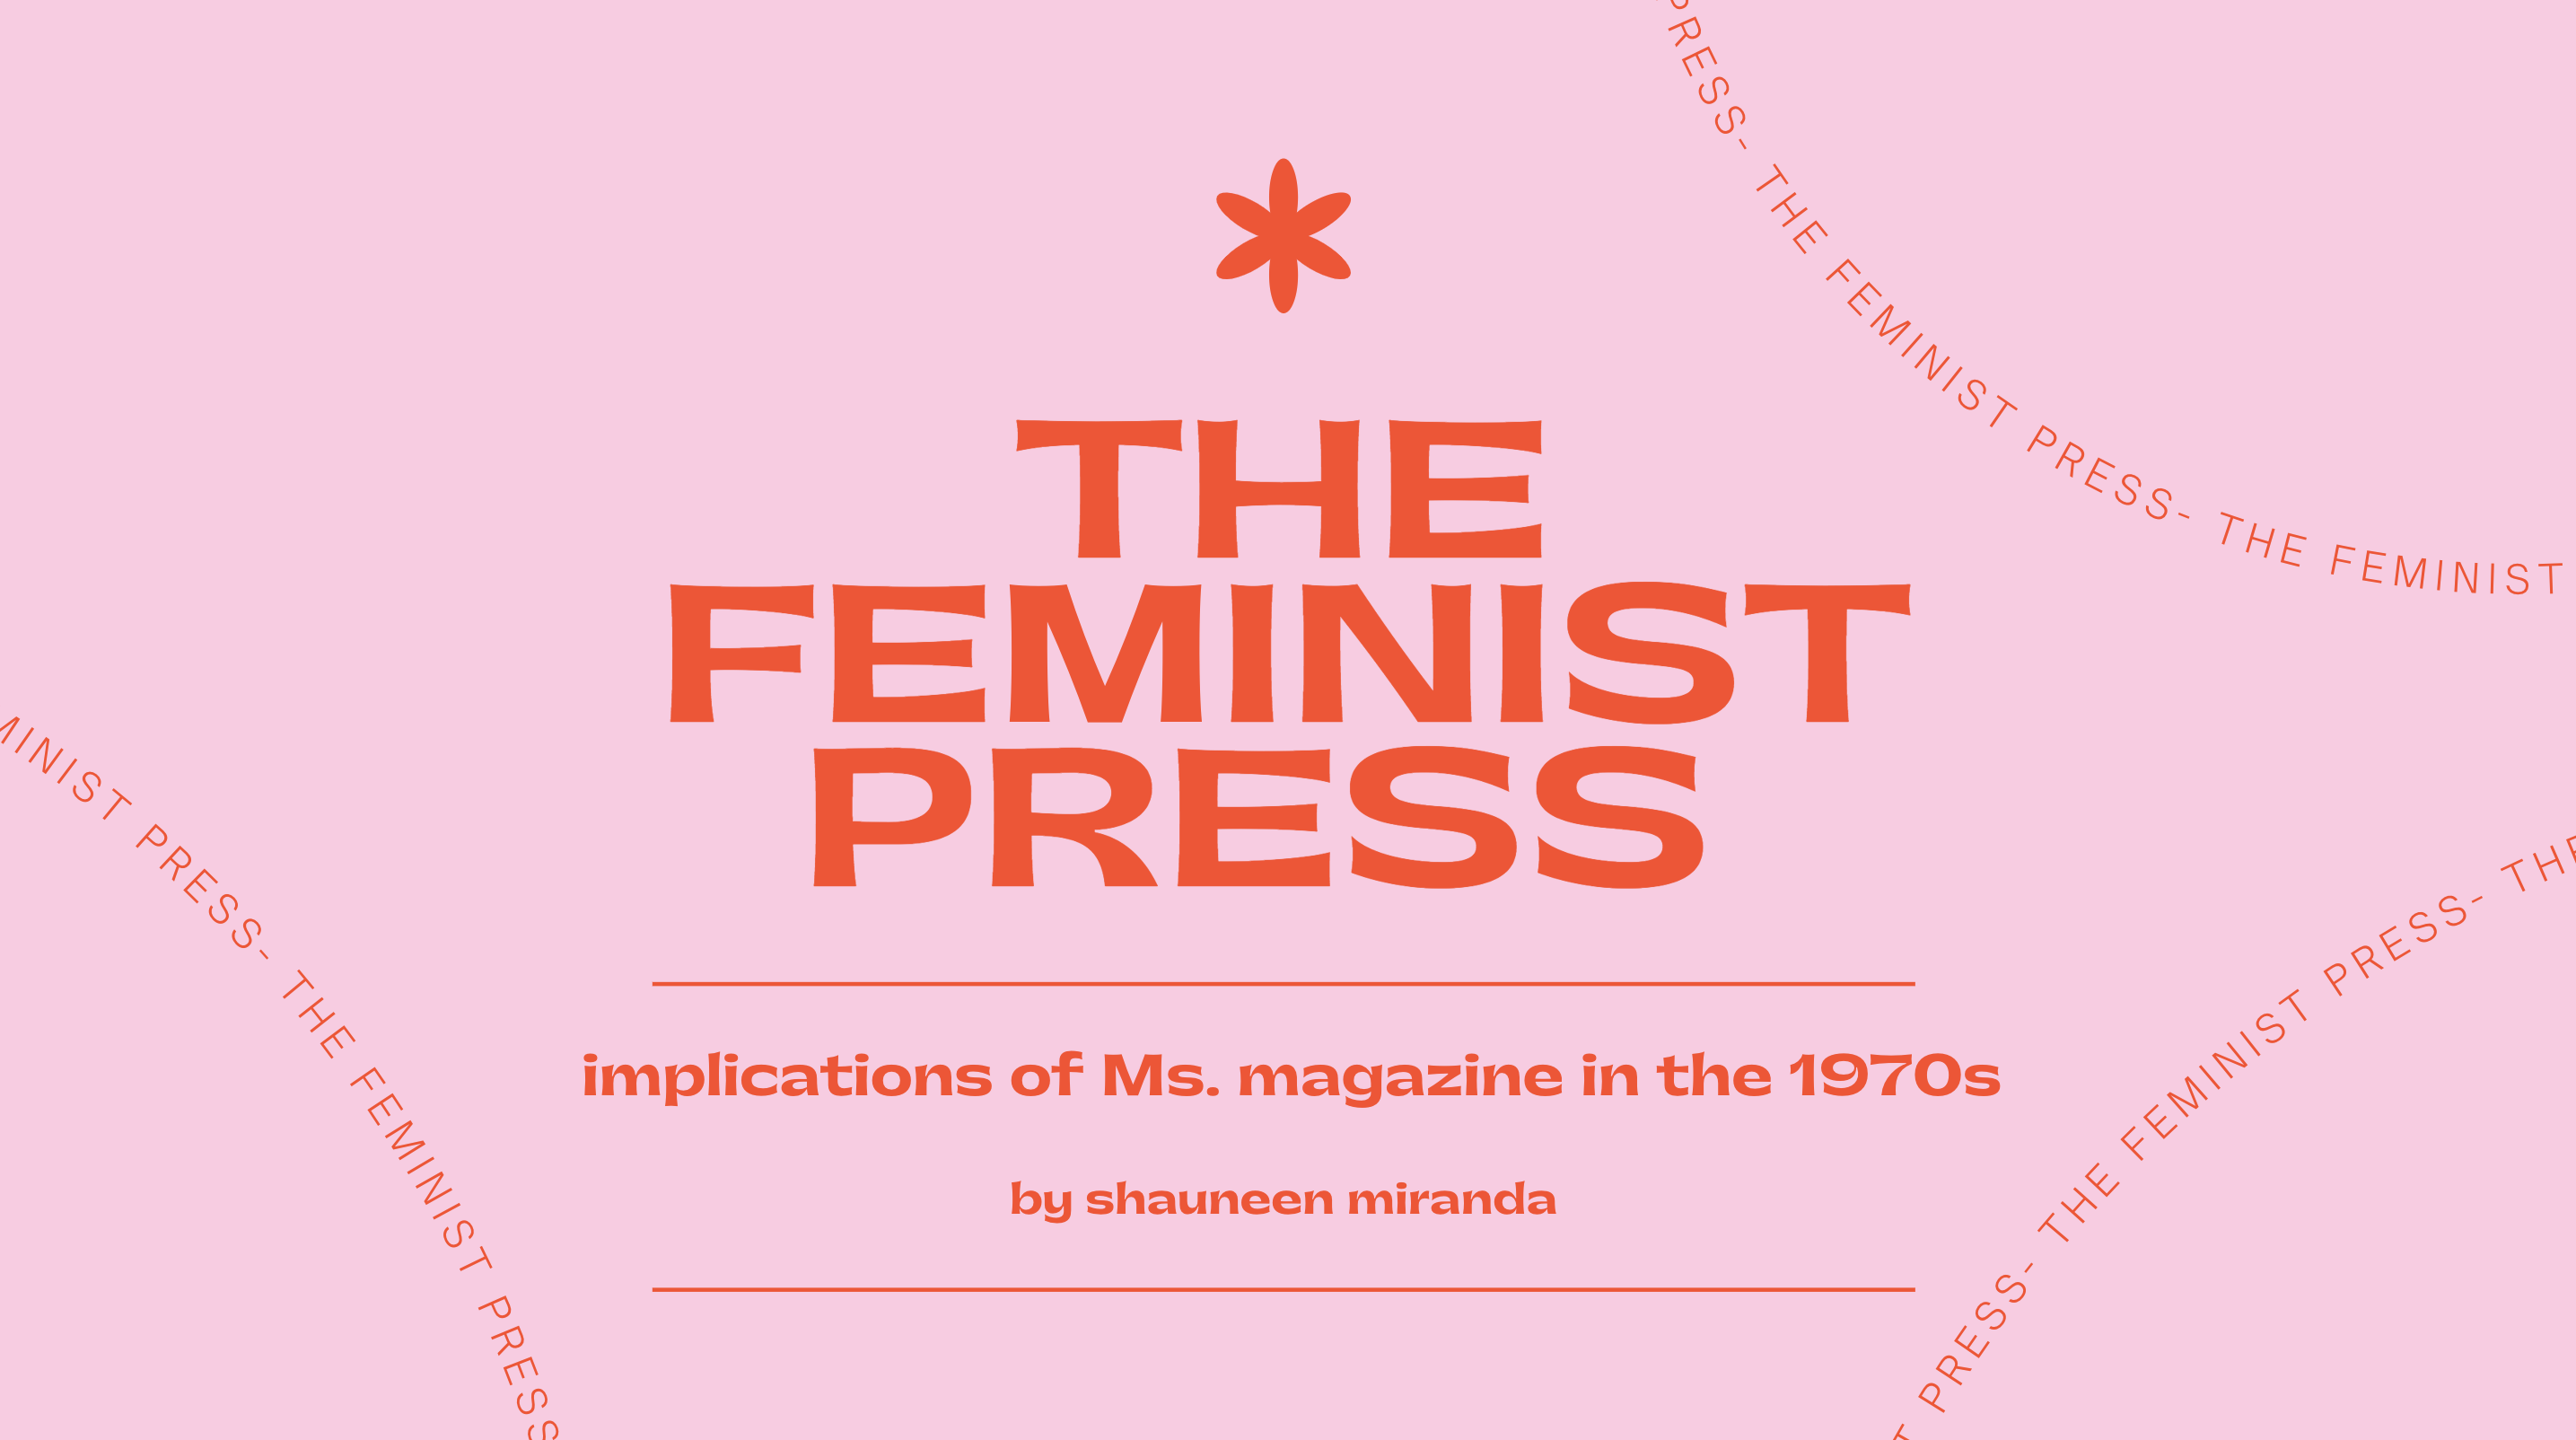 PRESS- THE FEMINIST PRESS- THE FEMINIST
THE
FEMINIST
PRESS
MINIST PRESS- THE FEMINIST PRESS
PRESS- THE FEMINIST PRESS- THE
implications of Ms. magazine in the 1970s
by shauneen miranda